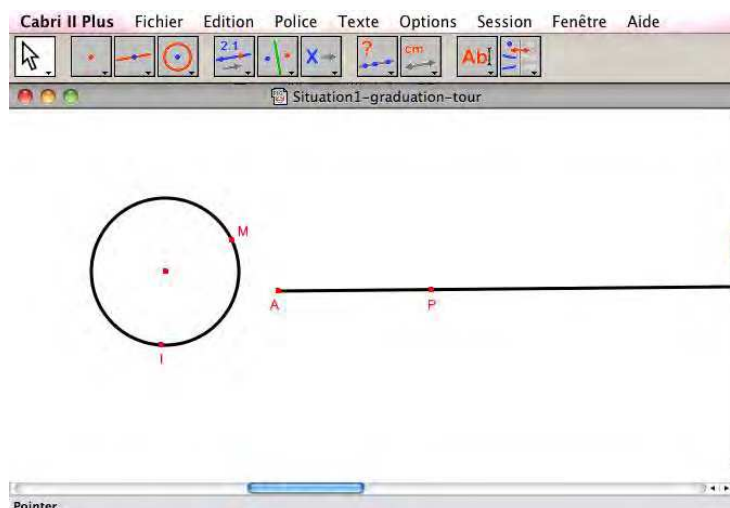 Cabri II Plus Fichier Edition Police Texte Options Session Fenêtre Aide
2.1 X ? cm Ab
Situation1-graduation-tour
M
A P
I
Pointer